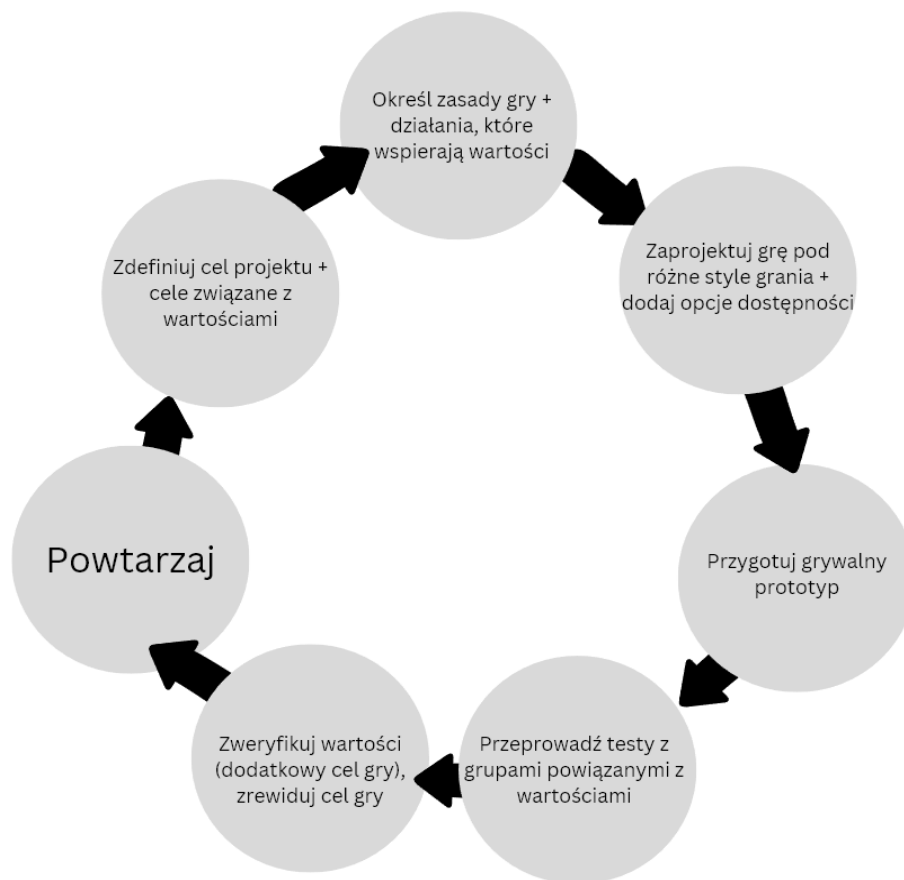 Określ zasady gry +
działania, które
wspierają wartości
Zaprojektuj grę pod
różne style grania +
dodaj opcje dostępności
Przygotuj grywalny
prototyp
Przeprowadź testy z
grupami powiązanymi z
wartościami
Zweryfikuj wartości
(dodatkowy cel gry),
zrewiduj cel gry
Powtarzaj
Zdefiniuj cel projektu +
cele związane z
wartościami